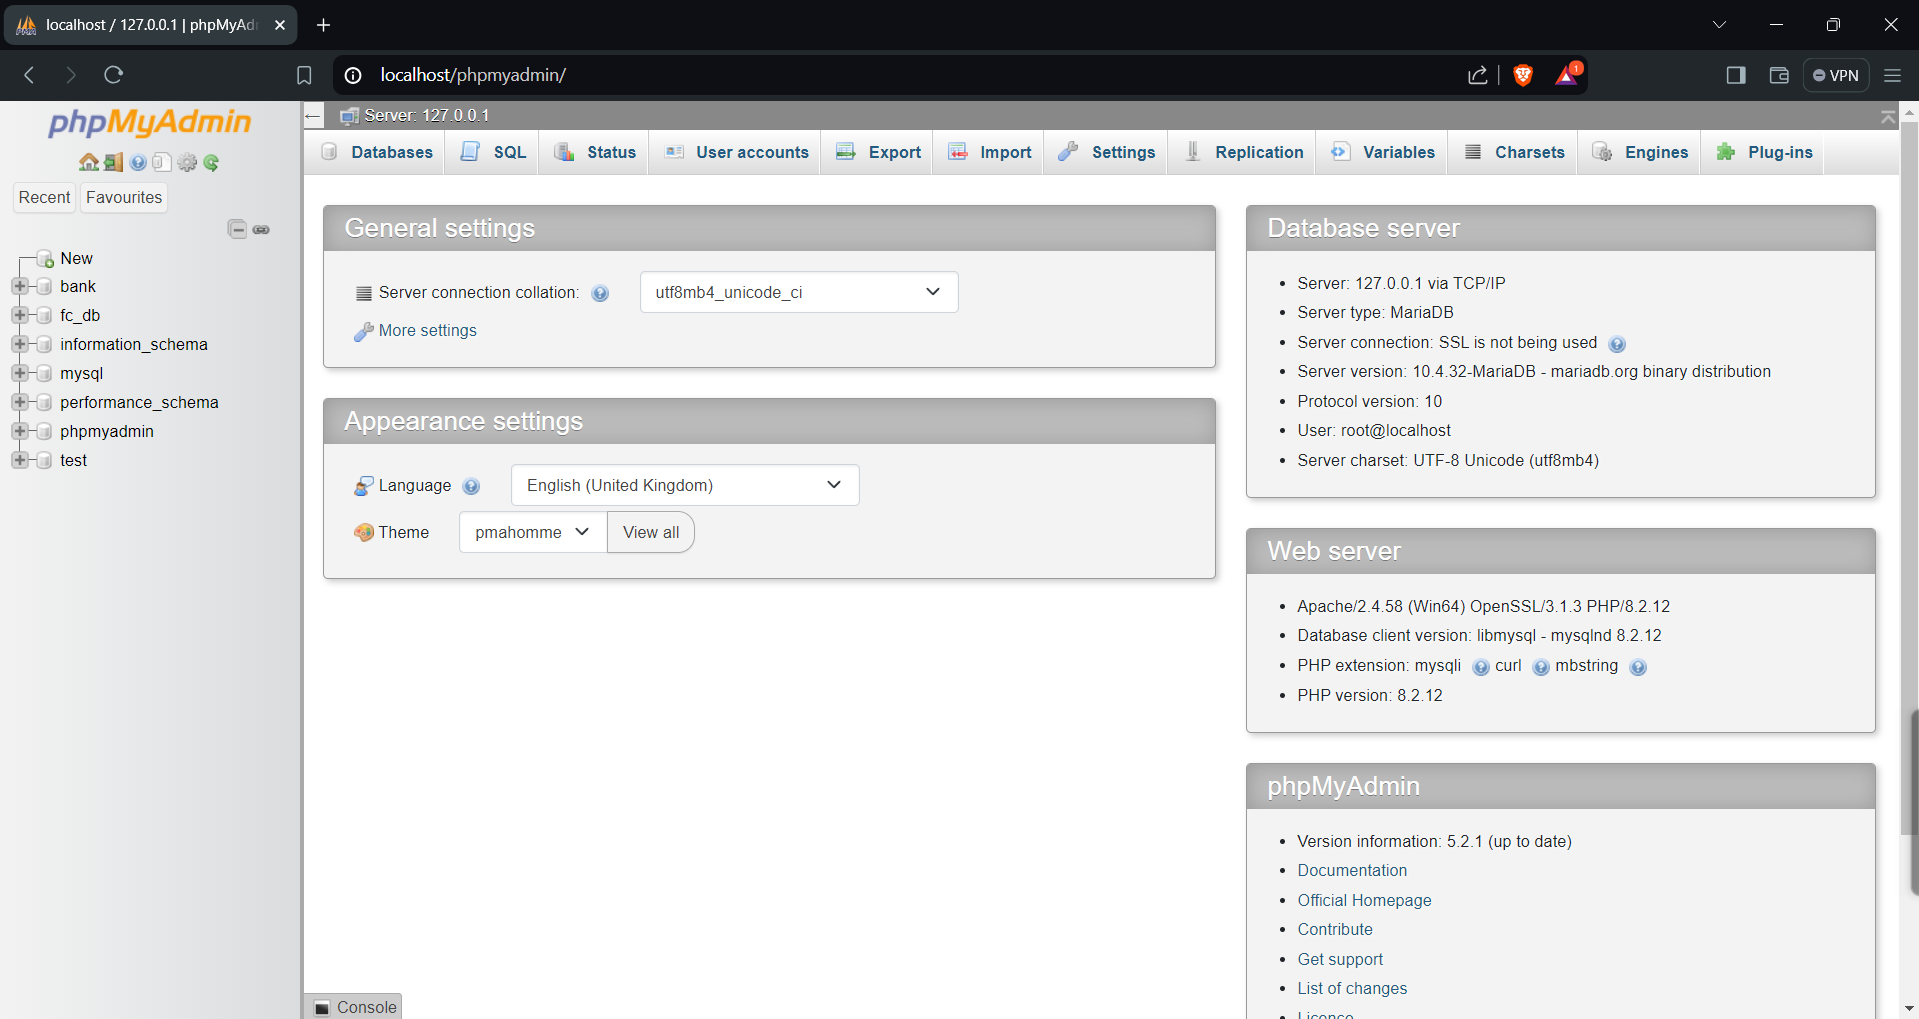 localhost / 127.0.0.1 | phpMyAd
localhost/phpmyadmin/
1
VPN
phpMyAdmin
Recent
Favourites
New
bank
fc_db
information_schema
mysql
performance_schema
phpmyadmin
test
Server: 127.0.0.1
Databases
SQL
Status
User accounts
Export
Import
Settings
Replication
Variables
Charsets
Engines
Plug-ins
General settings
Server connection collation:
utf8mb4_unicode_ci
More settings
Appearance settings
Language
English (United Kingdom)
Theme
pmahomme
View all
Database server
Server: 127.0.0.1 via TCP/IP
Server type: MariaDB
Server connection: SSL is not being used
Server version: 10.4.32-MariaDB - mariadb.org binary distribution
Protocol version: 10
User: root@localhost
Server charset: UTF-8 Unicode (utf8mb4)
Web server
Apache/2.4.58 (Win64) OpenSSL/3.1.3 PHP/8.2.12
Database client version: libmysql - mysqlnd 8.2.12
PHP extension: mysqli curl mbstring
PHP version: 8.2.12
phpMyAdmin
Version information: 5.2.1 (up to date)
Documentation
Official Homepage
Contribute
Get support
List of changes
Licence
Console